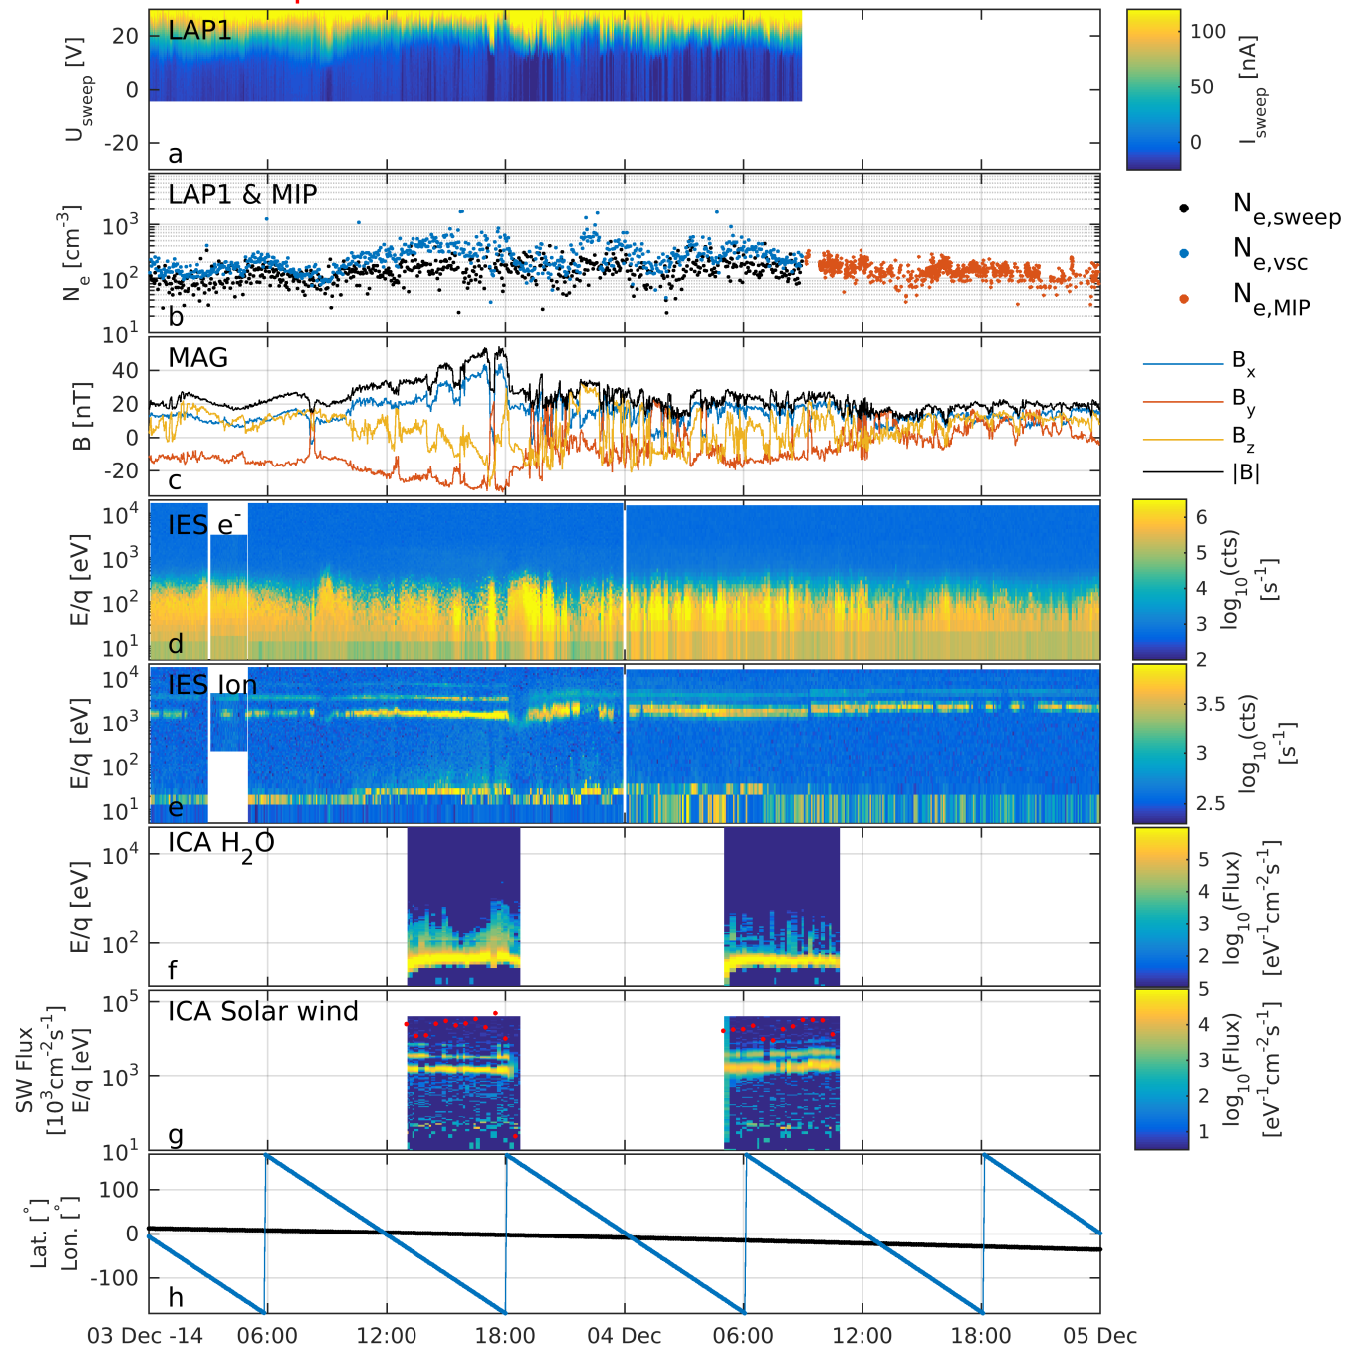 LAP1
20
0
-20
U_sweep [V]
a
100
50
0
I_sweep [nA]
LAP1 & MIP
10^3
10^2
10^1
N_e [cm^-3]
b
N_e,sweep
N_e,vsc
N_e,MIP
MAG
40
20
0
-20
B [nT]
c
B_x
B_y
B_z
|B|
IES e^-
10^4
10^3
10^2
10^1
E/q [eV]
d
6
5
4
3
2
log_10(cts)
[s^-1]
IES Ion
10^4
10^3
10^2
10^1
E/q [eV]
e
3.5
3
2.5
log_10(cts)
[s^-1]
ICA H_2O
10^4
10^2
E/q [eV]
f
5
4
3
2
log_10(Flux)
[eV^-1cm^-2s^-1]
ICA Solar wind
10^5
10^3
10^1
SW Flux
[10^3cm^-2s^-1]
E/q [eV]
g
5
4
3
2
1
log_10(Flux)
[eV^-1cm^-2s^-1]
100
0
-100
Lat. [°]
Lon. [°]
h
03 Dec -14 06:00 12:00 18:00 04 Dec 06:00 12:00 18:00 05 Dec